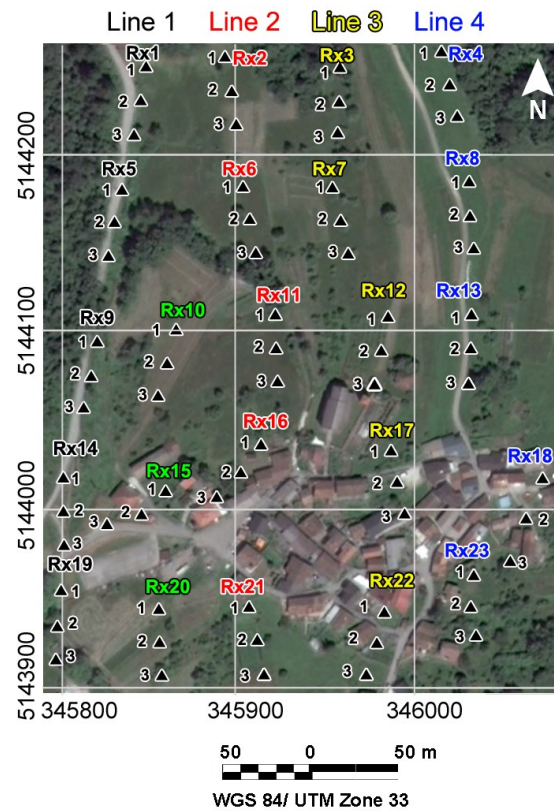 Line 1 Line 2 Line 3 Line 4
Rx1 Rx2 Rx3 Rx4
1 1 1 1
2 2 2 2
3 3 3 3
N
5144200
Rx5 Rx6 Rx7 Rx8
1 1 1 1
2 2 2 2
3 3 3 3
Rx9 Rx10 Rx11 Rx12 Rx13
5144100
1 1 1 1 1
2 2 2 2 2
3 3 3 3 3
Rx14 Rx15 Rx16 Rx17 Rx18
1 1 1 1 1
2 2 2 2 2
3 3 3 3 3
5144000
Rx19 Rx20 Rx21 Rx22 Rx23
1 1 1 1 1
2 2 2 2 2
3 3 3 3 3
5143900
345800 345900 346000
50 0 50 m
WGS 84/ UTM Zone 33